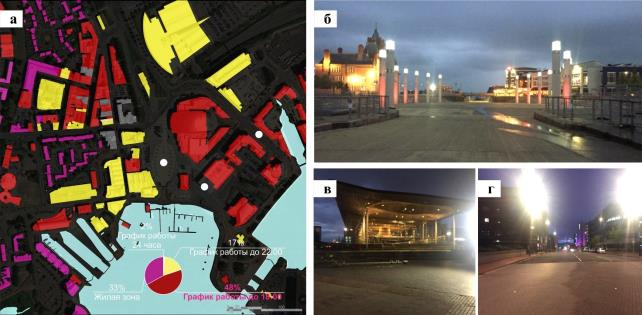 а
График работы
24 часа
17%
График работы до 22:00
33%
Жилая зона
48%
График работы до 18:00
б
в
г